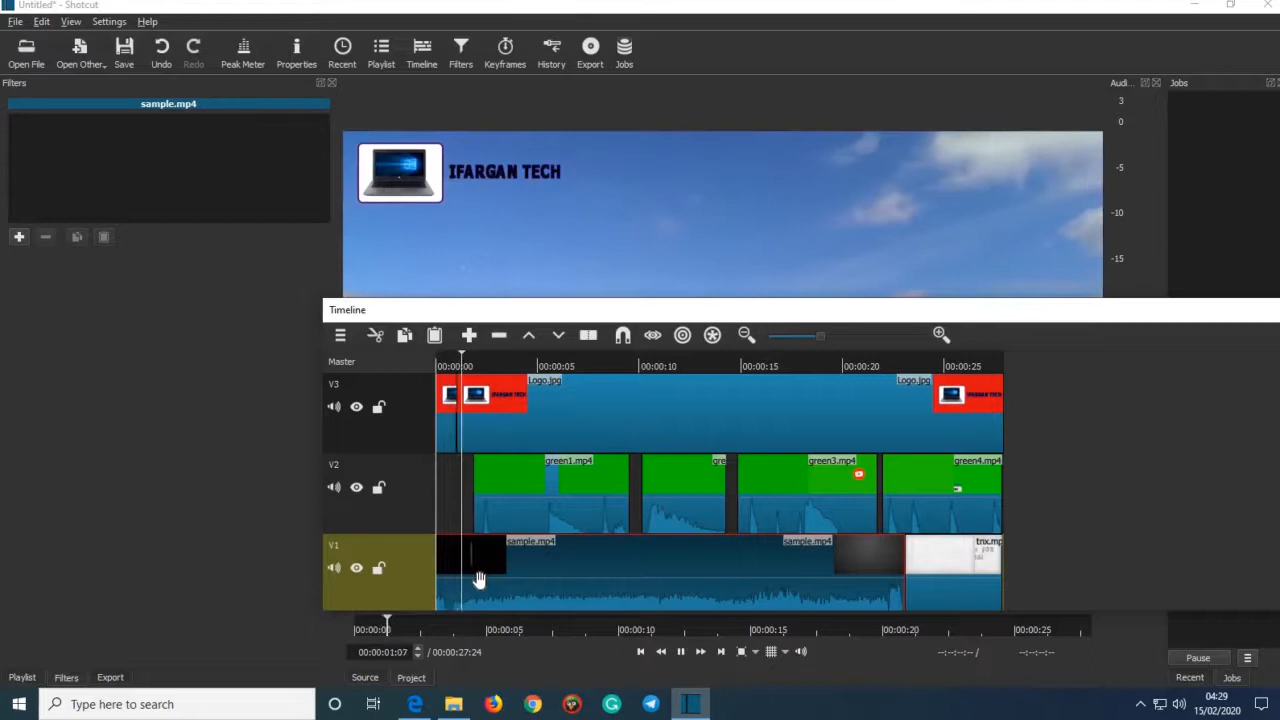 Untitled* - Shotcut
File Edit View Settings Help
Open File Open Other.. Save Undo Redo Peak Meter Properties Recent Playlist Timeline Filters Keyframes History Export Jobs
Filters
Audi... Jobs
sample.mp4
3
0
-5
-10
-15
IFARGAN TECH
Timeline
Master
00:00:00 00:00:05 00:00:10 00:00:15 00:00:20 00:00:25
V3
Logo.jpg Logo.jpg
IFARGAN TECH IFARGAN TECH
V2
green1.mp4 gre green3.mp4 green4.mp4
V1
sample.mp4 sample.mp4 tnx.mp
00:00:00 00:00:05 00:00:10 00:00:15 00:00:20 00:00:25
00:00:01:07 / 00:00:27:24 --:--:--:-- / --:--:--:--
Pause
Playlist Filters Export Source Project Recent Jobs
Type here to search
04:29
15/02/2020